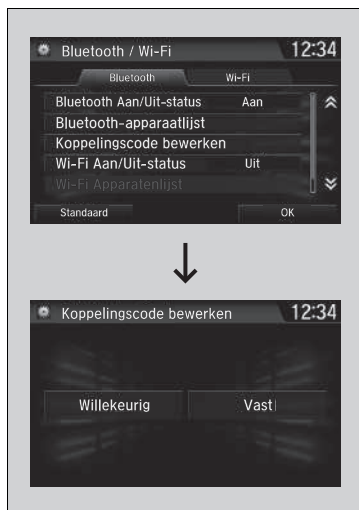 Bluetooth / Wi-Fi 12:34
Bluetooth Wi-Fi
Bluetooth Aan/Uit-status Aan
Bluetooth-apparaatlijst
Koppelingscode bewerken
Wi-Fi Aan/Uit-status Uit
Wi-Fi Apparatenlijst
Standaard OK
Koppelingscode bewerken 12:34
Willekeurig Vast